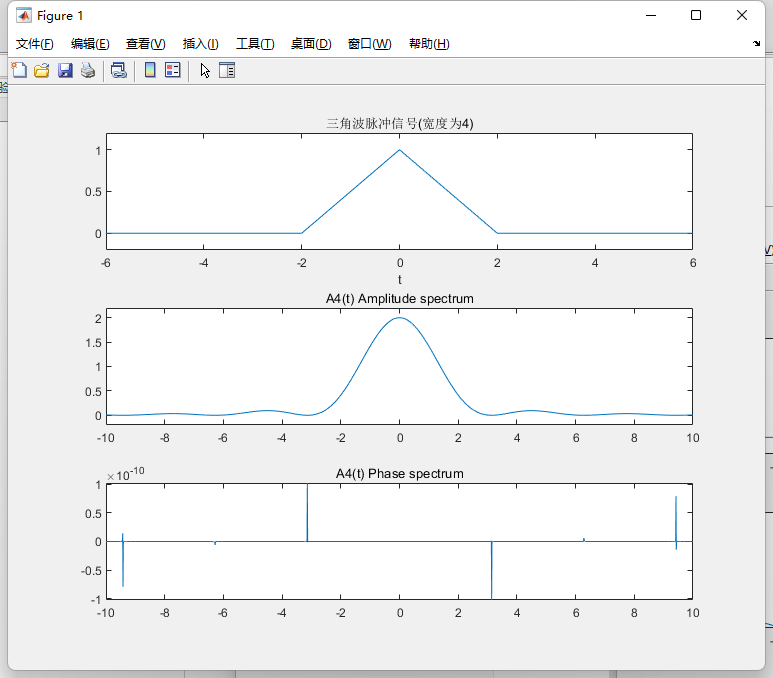 Figure 1
文件(F) 编辑(E) 查看(V) 插入(I) 工具(T) 桌面(D) 窗口(W) 帮助(H)
三角波脉冲信号(宽度为4)
1
0.5
0
-6 -4 -2 0 2 4 6
t
A4(t) Amplitude spectrum
2
1.5
1
0.5
0
-10 -8 -6 -4 -2 0 2 4 6 8 10
×10^-10
A4(t) Phase spectrum
1
0.5
0
-0.5
-1
-10 -8 -6 -4 -2 0 2 4 6 8 10